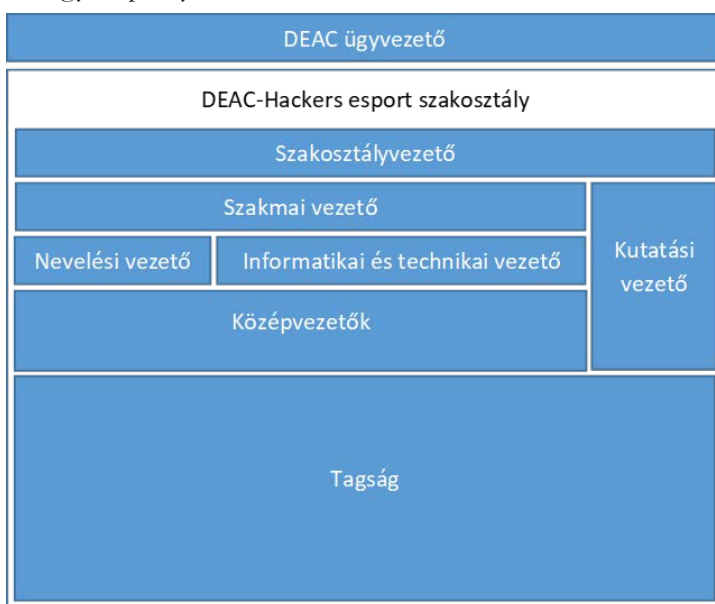 DEAC ügyvezető
DEAC-Hackers esport szakosztály
Szakosztályvezető
Szakmai vezető
Nevelési vezető
Informatikai és technikai vezető
Kutatási
vezető
Középvezetők
Tagság